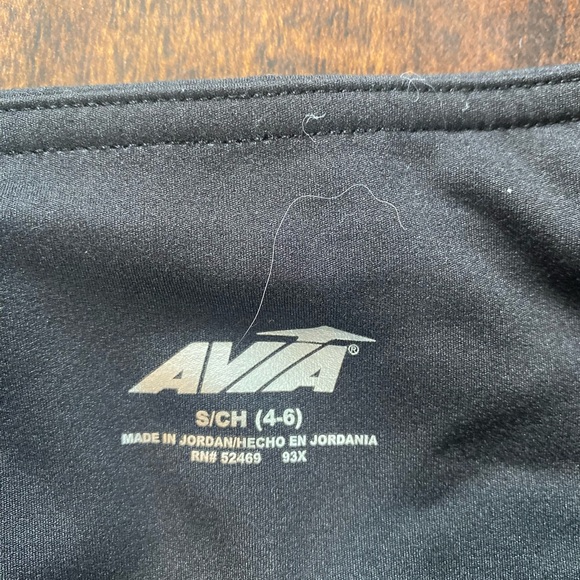 AVIA®
S/CH (4-6)
MADE IN JORDAN/HECHO EN JORDANIA
RN# 52469 93X